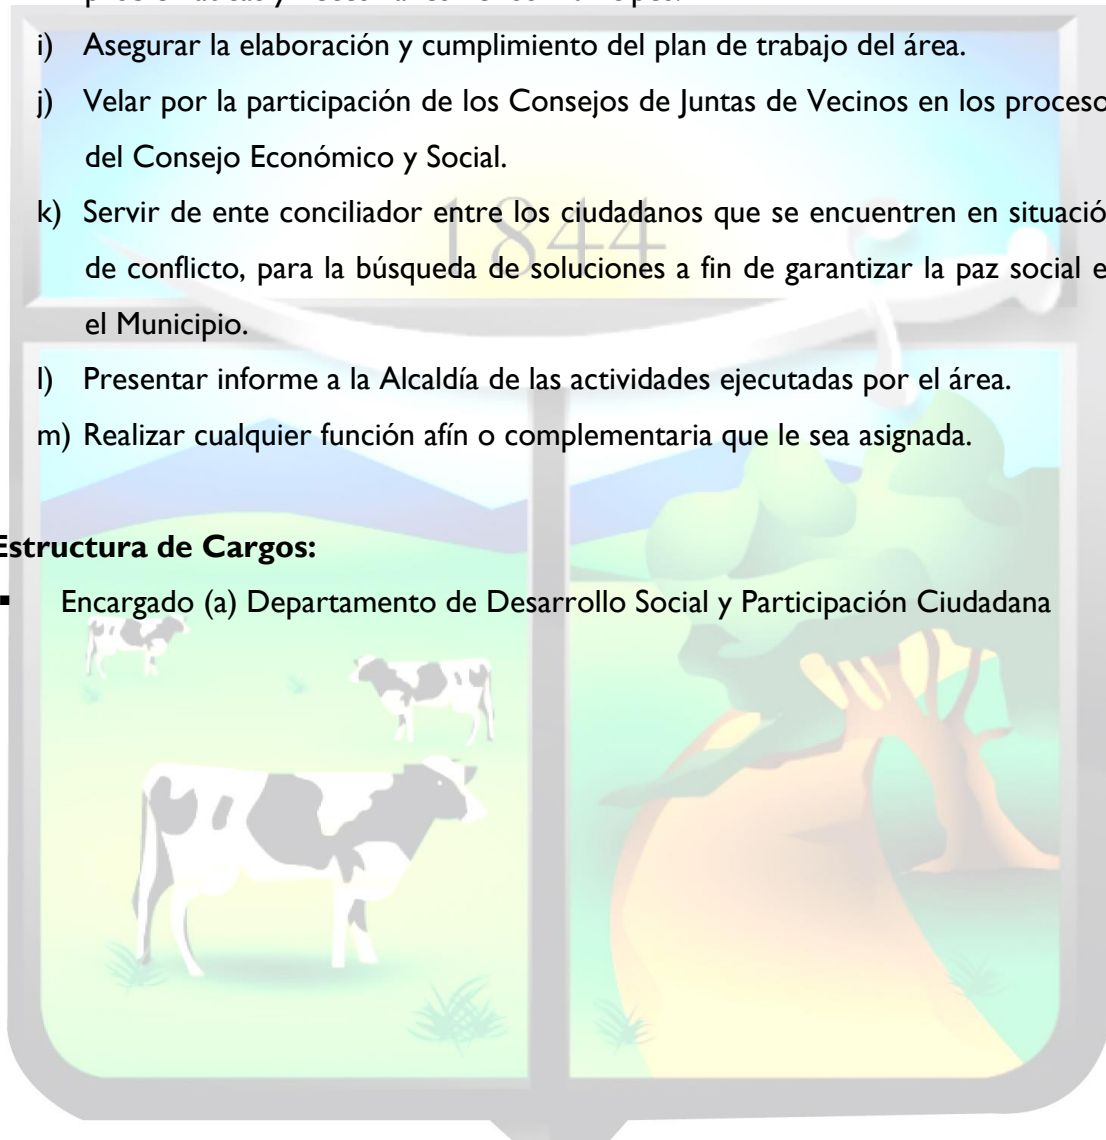 i) Asegurar la elaboración y cumplimiento del plan de trabajo del área.
j) Velar por la participación de los Consejos de Juntas de Vecinos en los proceso
del Consejo Económico y Social.
k) Servir de ente conciliador entre los ciudadanos que se encuentren en situació
1844
de conflicto, para la búsqueda de soluciones a fin de garantizar la paz social e
el Municipio.
l) Presentar informe a la Alcaldía de las actividades ejecutadas por el área.
m) Realizar cualquier función afín o complementaria que le sea asignada.
Estructura de Cargos:
▪ Encargado (a) Departamento de Desarrollo Social y Participación Ciudadana